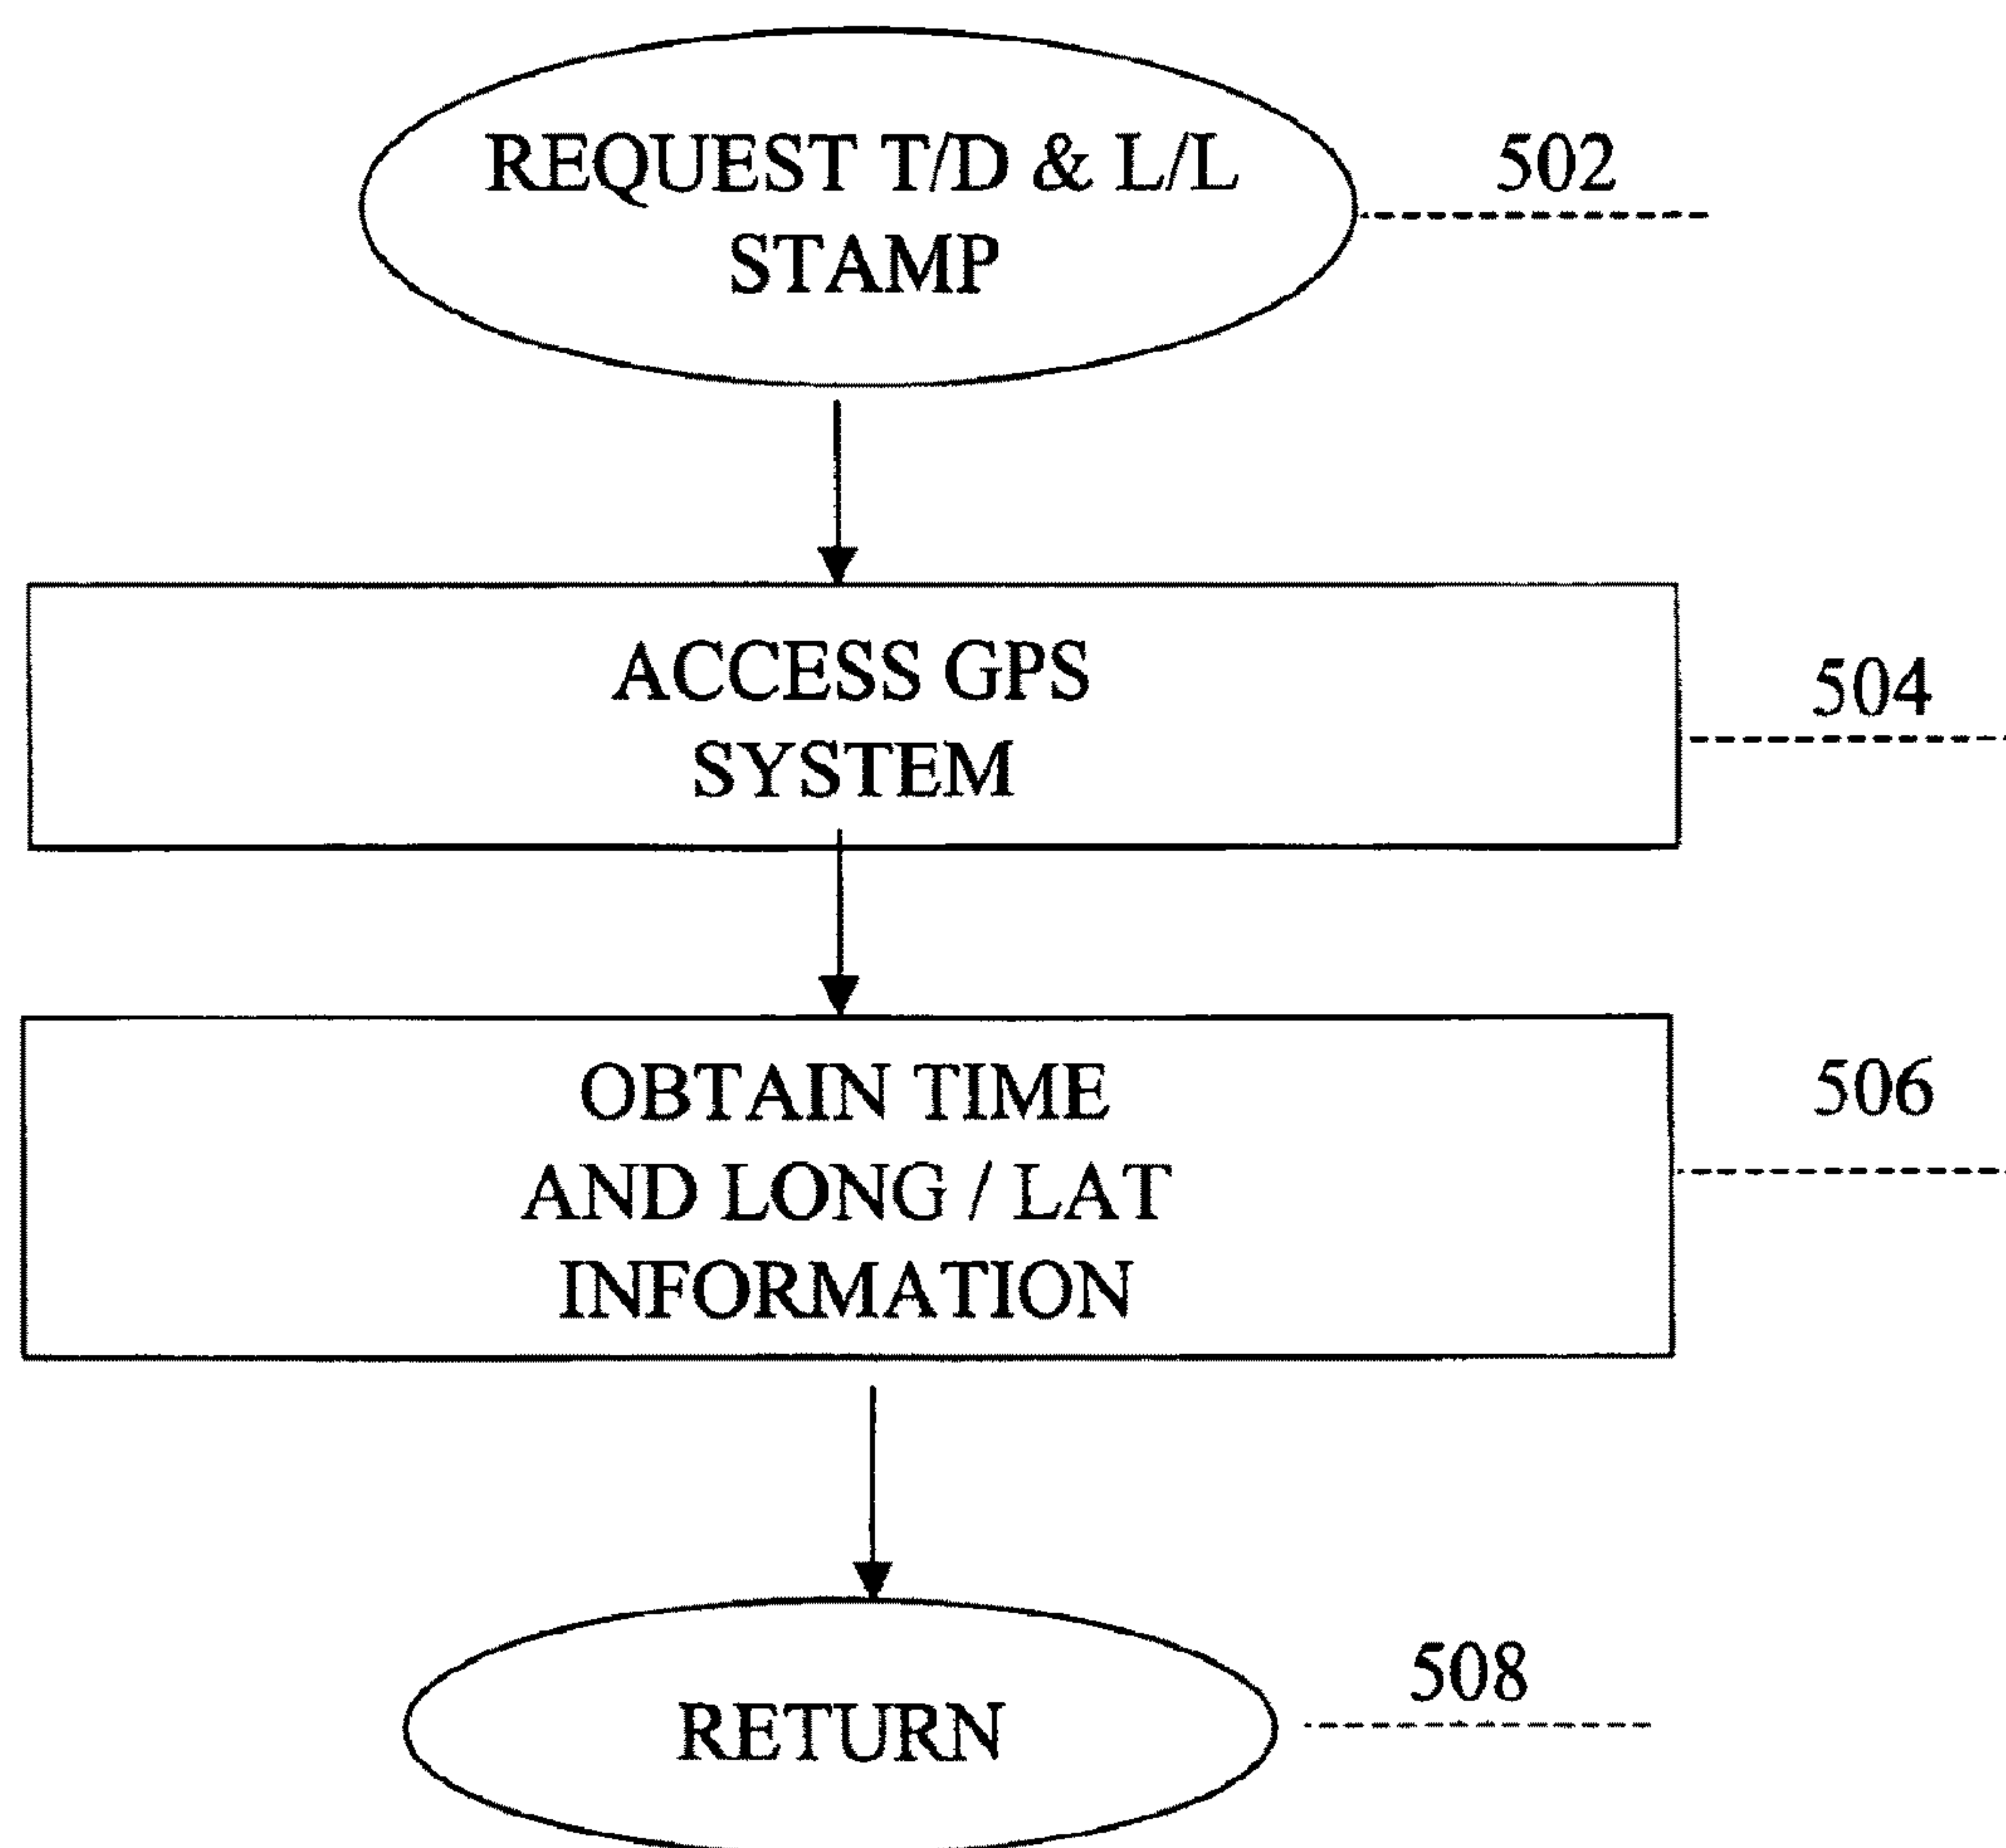 REQUEST T/D & L/L
STAMP
502
ACCESS GPS
SYSTEM
504
OBTAIN TIME
AND LONG / LAT
INFORMATION
506
RETURN
508